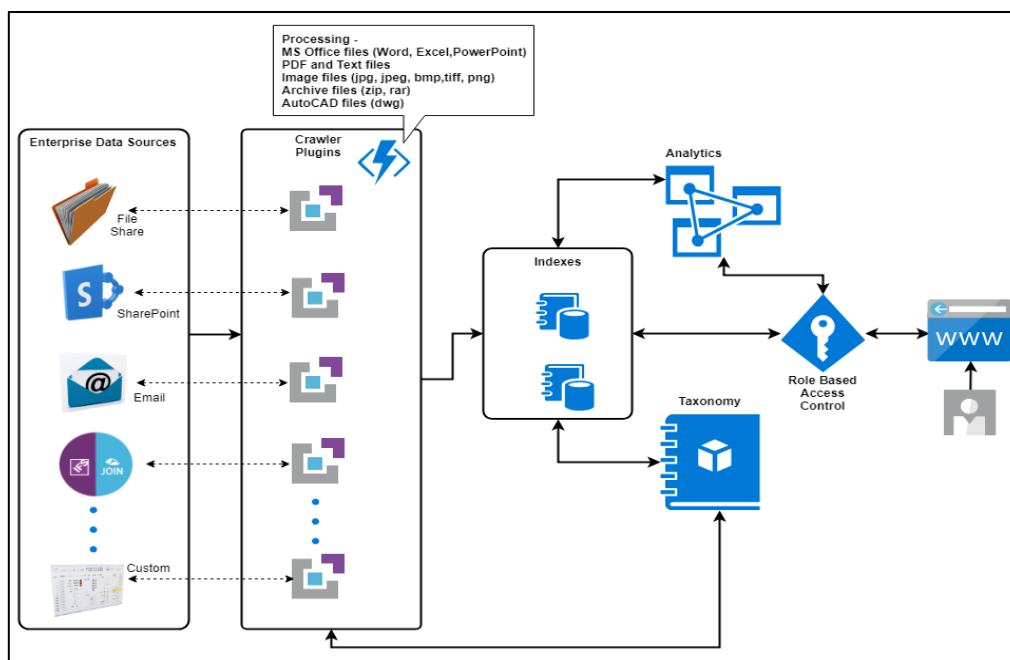 Processing -
MS Office files (Word, Excel,PowerPoint)
PDF and Text files
Image files (jpg, jpeg, bmp,tiff, png)
Archive files (zip, rar)
AutoCAD files (dwg)
Enterprise Data Sources
Crawler
Plugins
Analytics
File
Share
Indexes
S
SharePoint
WWW
@
Email
Role Based
Access
Control
Taxonomy
JOIN
Custom